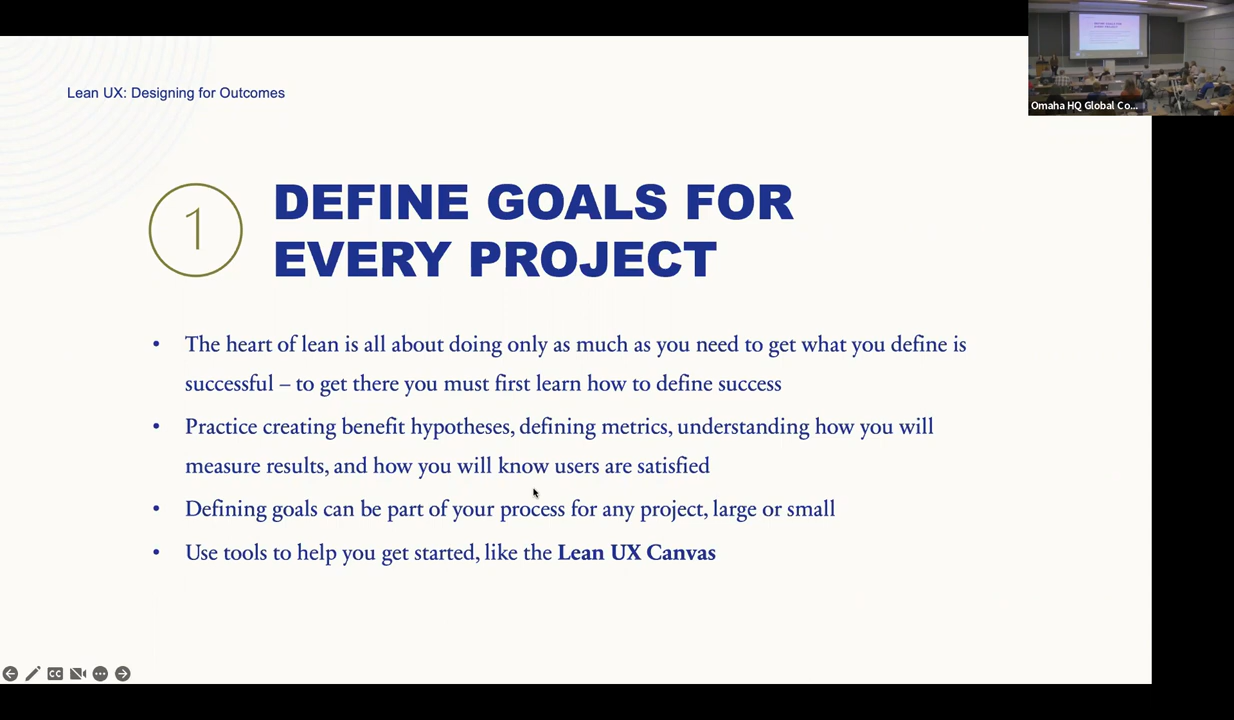 Lean UX: Designing for Outcomes
Omaha HQ Global Co...
1
DEFINE GOALS FOR
EVERY PROJECT
• The heart of lean is all about doing only as much as you need to get what you define is
successful – to get there you must first learn how to define success
• Practice creating benefit hypotheses, defining metrics, understanding how you will
measure results, and how you will know users are satisfied
• Defining goals can be part of your process for any project, large or small
• Use tools to help you get started, like the Lean UX Canvas
CC